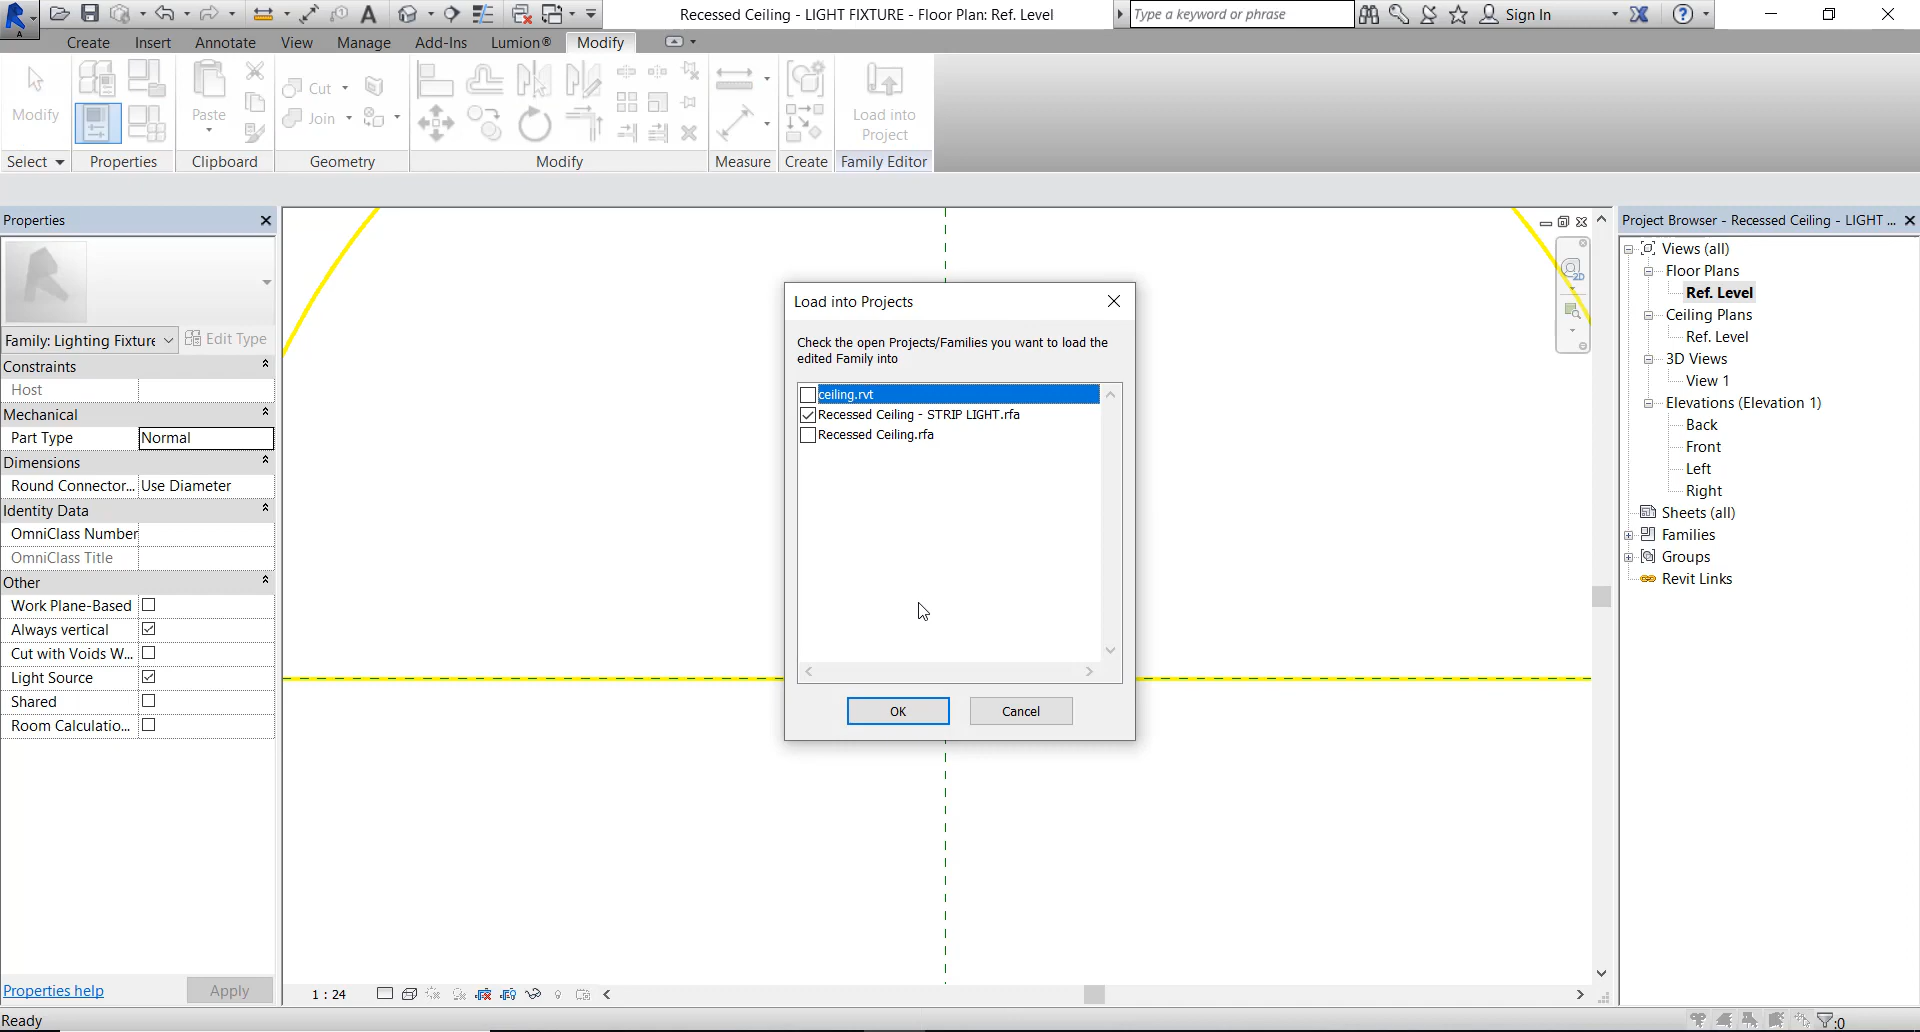 Recessed Ceiling - LIGHT FIXTURE - Floor Plan: Ref. Level
Type a keyword or phrase
Sign In
Create
Insert
Annotate
View
Manage
Add-Ins
Lumion®
Modify
Modify
Paste
Cut
Join
Load into
Project
Select
Properties
Clipboard
Geometry
Modify
Measure
Create
Family Editor
Properties
Family: Lighting Fixture
Edit Type
Constraints
Host
Mechanical
Part Type
Normal
Dimensions
Round Connector...
Use Diameter
Identity Data
OmniClass Number
OmniClass Title
Other
Work Plane-Based
Always vertical
Cut with Voids W...
Light Source
Shared
Room Calculatio...
Properties help
Apply
Ready
Load into Projects
Check the open Projects/Families you want to load the
edited Family into
ceiling.rvt
Recessed Ceiling - STRIP LIGHT.rfa
Recessed Ceiling.rfa
OK
Cancel
2D
1 : 24
Project Browser - Recessed Ceiling - LIGHT ...
Views (all)
Floor Plans
Ref. Level
Ceiling Plans
Ref. Level
3D Views
View 1
Elevations (Elevation 1)
Back
Front
Left
Right
Sheets (all)
Families
Groups
Revit Links
:0